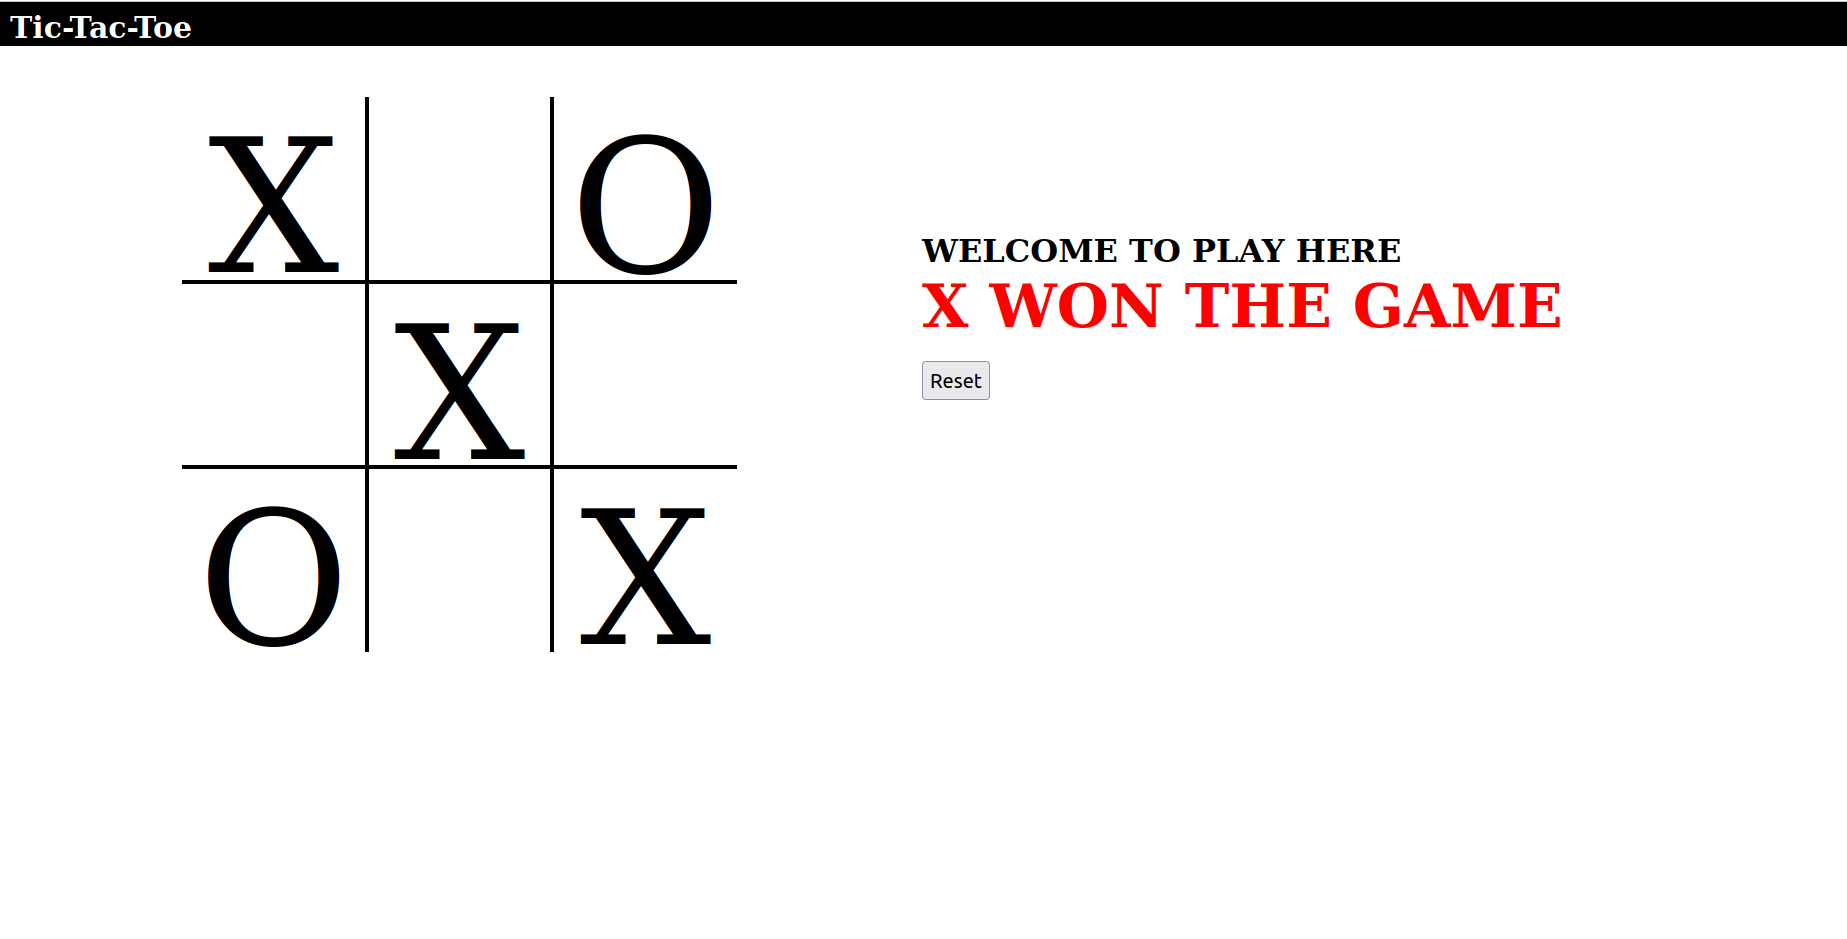 Tic-Tac-Toe
X O
X
O X
WELCOME TO PLAY HERE
X WON THE GAME
Reset